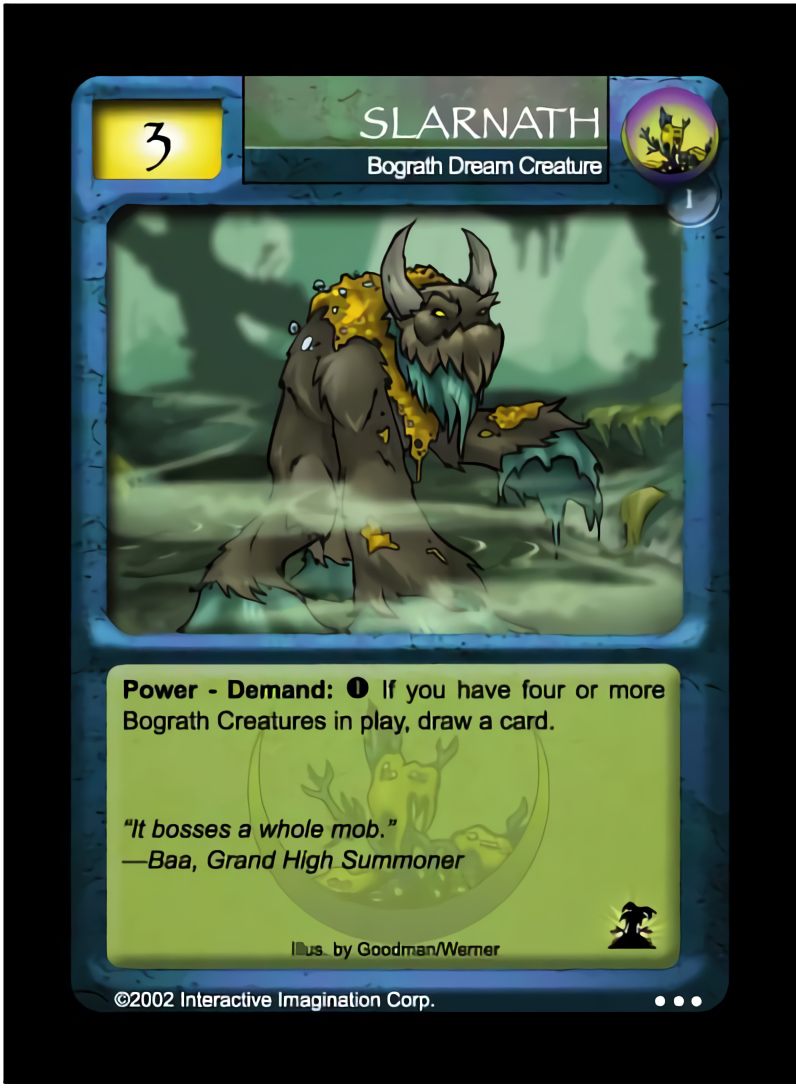 3
SLARNATH
Bograth Dream Creature
1
Power - Demand: ❶ If you have four or more
Bograth Creatures in play, draw a card.
"It bosses a whole mob."
—Baa, Grand High Summoner
Illus. by Goodman/Werner
©2002 Interactive Imagination Corp.